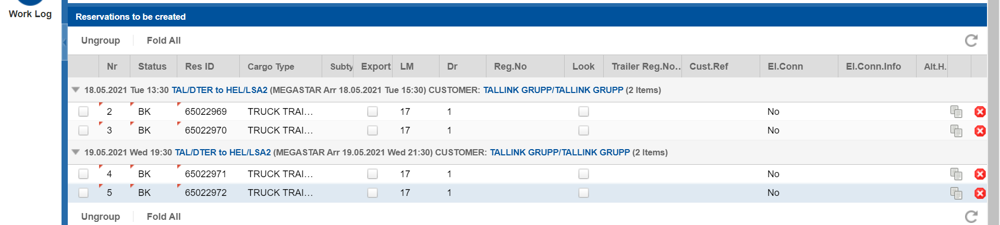 Work Log
Reservations to be created
Ungroup Fold All
Nr Status Res ID Cargo Type Subty Export LM Dr Reg.No Look Trailer Reg.No.. Cust.Ref El.Conn El.Conn.Info Alt.H.
18.05.2021 Tue 13:30 TAL/DTER to HEL/LSA2 (MEGASTAR Arr 18.05.2021 Tue 15:30) CUSTOMER: TALLINK GRUPP/TALLINK GRUPP (2 Items)
2 BK 65022969 TRUCK TRAI... 17 1 No
3 BK 65022970 TRUCK TRAI... 17 1 No
19.05.2021 Wed 19:30 TAL/DTER to HEL/LSA2 (MEGASTAR Arr 19.05.2021 Wed 21:30) CUSTOMER: TALLINK GRUPP/TALLINK GRUPP (2 Items)
4 BK 65022971 TRUCK TRAI... 17 1 No
5 BK 65022972 TRUCK TRAI... 17 1 No
Ungroup Fold All